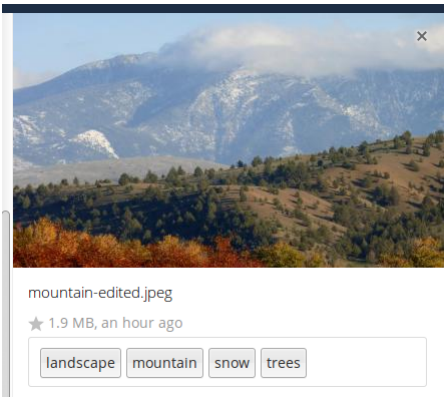 mountain-edited.jpeg
1.9 MB, an hour ago
landscape mountain snow trees